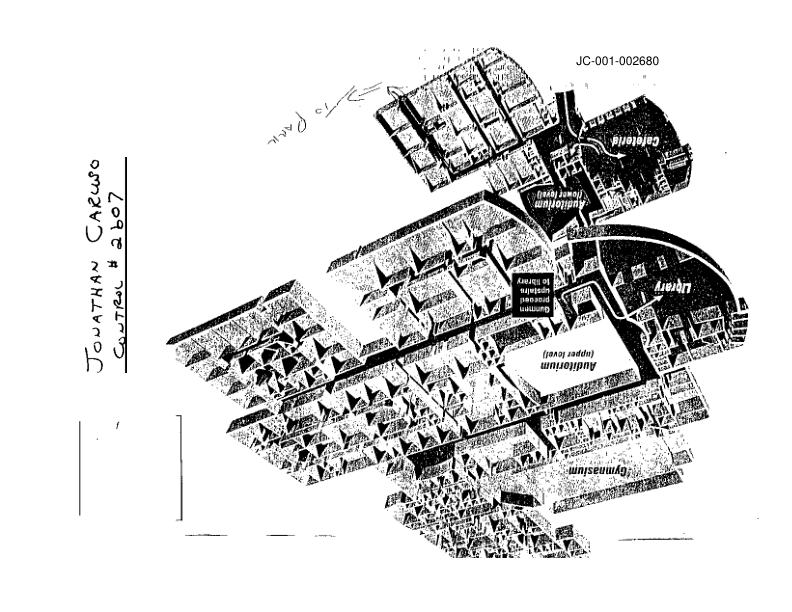 JC-001-002680
JONATHAN CARUSO
CONTROL # 2607
TO PARK
Cafeteria
Auditorium
(lower level)
Library
Gunmen
proceed
upstairs
to library
Auditorium
(upper level)
Gymnasium